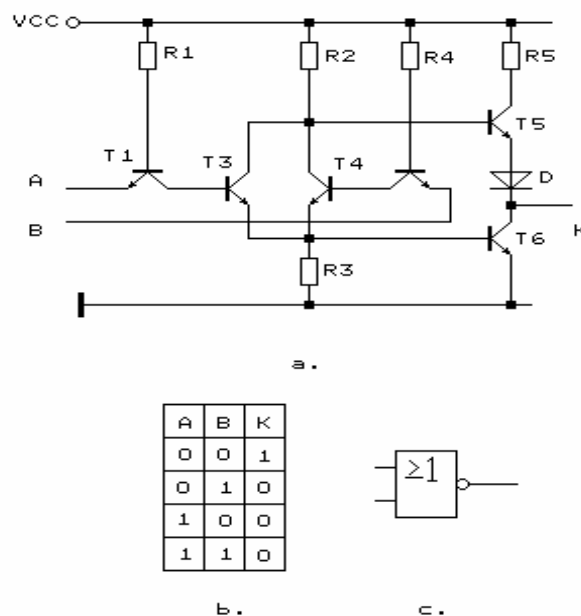 VCC
R1 R2 R4 R5
T5
T1 T3 T4
A D
K
B T6
R3
a.
A B K
0 0 1
0 1 0
1 0 0
1 1 0
≥1
b. c.